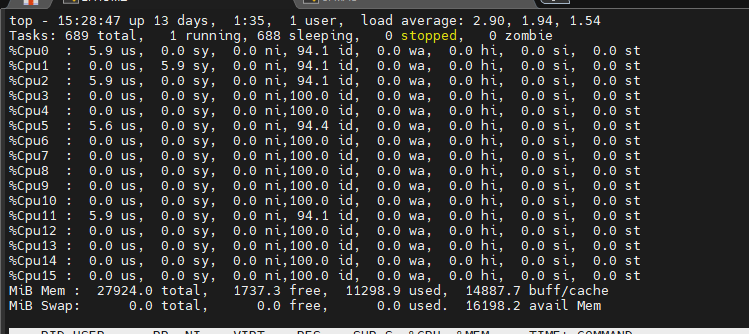 top - 15:28:47 up 13 days,  1:35,  1 user,  load average: 2.90, 1.94, 1.54
Tasks: 689 total,   1 running, 688 sleeping,   0 stopped,   0 zombie
%Cpu0  :  5.9 us,  0.0 sy,  0.0 ni, 94.1 id,  0.0 wa,  0.0 hi,  0.0 si,  0.0 st
%Cpu1  :  0.0 us,  5.9 sy,  0.0 ni, 94.1 id,  0.0 wa,  0.0 hi,  0.0 si,  0.0 st
%Cpu2  :  5.9 us,  0.0 sy,  0.0 ni, 94.1 id,  0.0 wa,  0.0 hi,  0.0 si,  0.0 st
%Cpu3  :  0.0 us,  0.0 sy,  0.0 ni,100.0 id,  0.0 wa,  0.0 hi,  0.0 si,  0.0 st
%Cpu4  :  0.0 us,  0.0 sy,  0.0 ni,100.0 id,  0.0 wa,  0.0 hi,  0.0 si,  0.0 st
%Cpu5  :  5.6 us,  0.0 sy,  0.0 ni, 94.4 id,  0.0 wa,  0.0 hi,  0.0 si,  0.0 st
%Cpu6  :  0.0 us,  0.0 sy,  0.0 ni,100.0 id,  0.0 wa,  0.0 hi,  0.0 si,  0.0 st
%Cpu7  :  0.0 us,  0.0 sy,  0.0 ni,100.0 id,  0.0 wa,  0.0 hi,  0.0 si,  0.0 st
%Cpu8  :  0.0 us,  0.0 sy,  0.0 ni,100.0 id,  0.0 wa,  0.0 hi,  0.0 si,  0.0 st
%Cpu9  :  0.0 us,  0.0 sy,  0.0 ni,100.0 id,  0.0 wa,  0.0 hi,  0.0 si,  0.0 st
%Cpu10 :  0.0 us,  0.0 sy,  0.0 ni,100.0 id,  0.0 wa,  0.0 hi,  0.0 si,  0.0 st
%Cpu11 :  5.9 us,  0.0 sy,  0.0 ni, 94.1 id,  0.0 wa,  0.0 hi,  0.0 si,  0.0 st
%Cpu12 :  0.0 us,  0.0 sy,  0.0 ni,100.0 id,  0.0 wa,  0.0 hi,  0.0 si,  0.0 st
%Cpu13 :  0.0 us,  0.0 sy,  0.0 ni,100.0 id,  0.0 wa,  0.0 hi,  0.0 si,  0.0 st
%Cpu14 :  0.0 us,  0.0 sy,  0.0 ni,100.0 id,  0.0 wa,  0.0 hi,  0.0 si,  0.0 st
%Cpu15 :  0.0 us,  0.0 sy,  0.0 ni,100.0 id,  0.0 wa,  0.0 hi,  0.0 si,  0.0 st
MiB Mem :  27924.0 total,   1737.3 free,  11298.9 used,  14887.7 buff/cache
MiB Swap:      0.0 total,      0.0 free,      0.0 used.  16198.2 avail Mem
PID USER      PR  NI    VIRT    RES    SHR S  %CPU  %MEM     TIME+ COMMAND